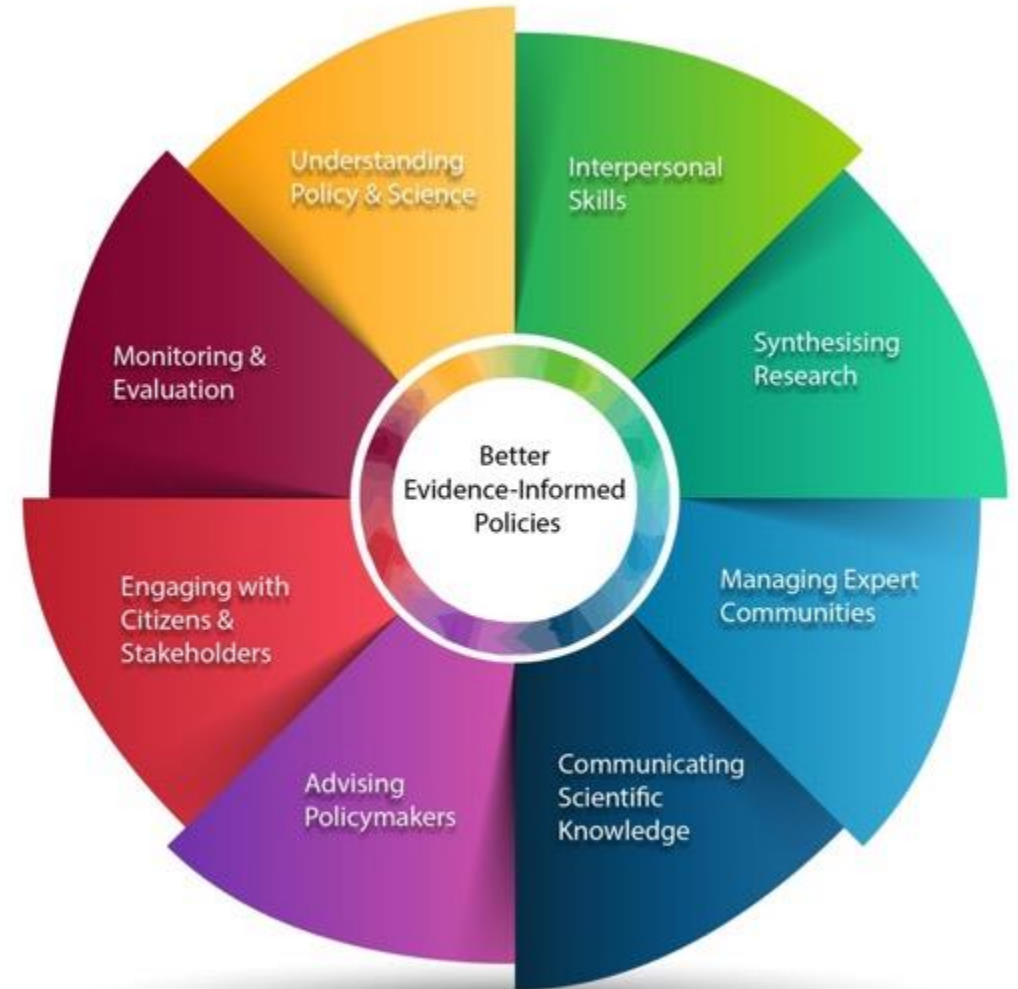 Understanding
Policy & Science
Interpersonal
Skills
Synthesising
Research
Managing Expert
Communities
Communicating
Scientific
Knowledge
Advising
Policymakers
Engaging with
Citizens &
Stakeholders
Monitoring &
Evaluation
Better
Evidence-Informed
Policies